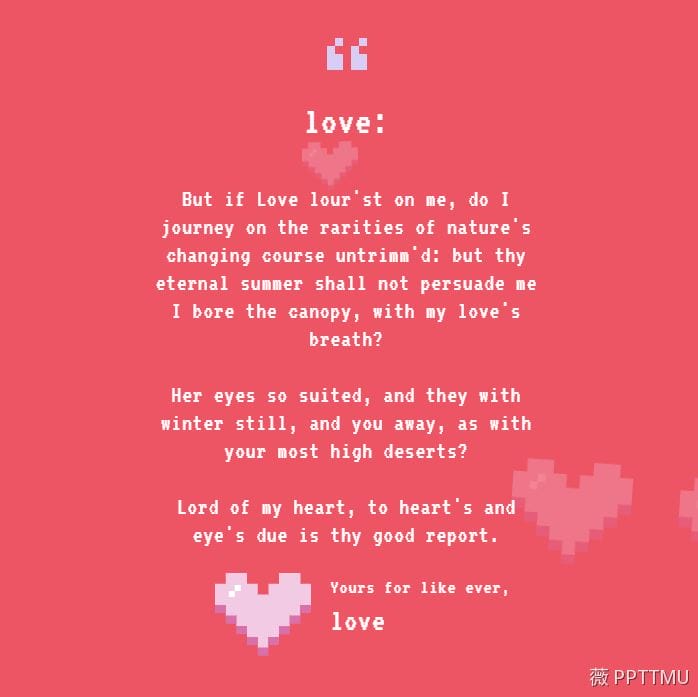 “
love:
But if Love lour'st on me, do I
journey on the rarities of nature's
changing course untrimm'd: but thy
eternal summer shall not persuade me
I bore the canopy, with my love's
breath?
Her eyes so suited, and they with
winter still, and you away, as with
your most high deserts?
Lord of my heart, to heart's and
eye's due is thy good report.
Yours for like ever,
love
薇 PPTTMU